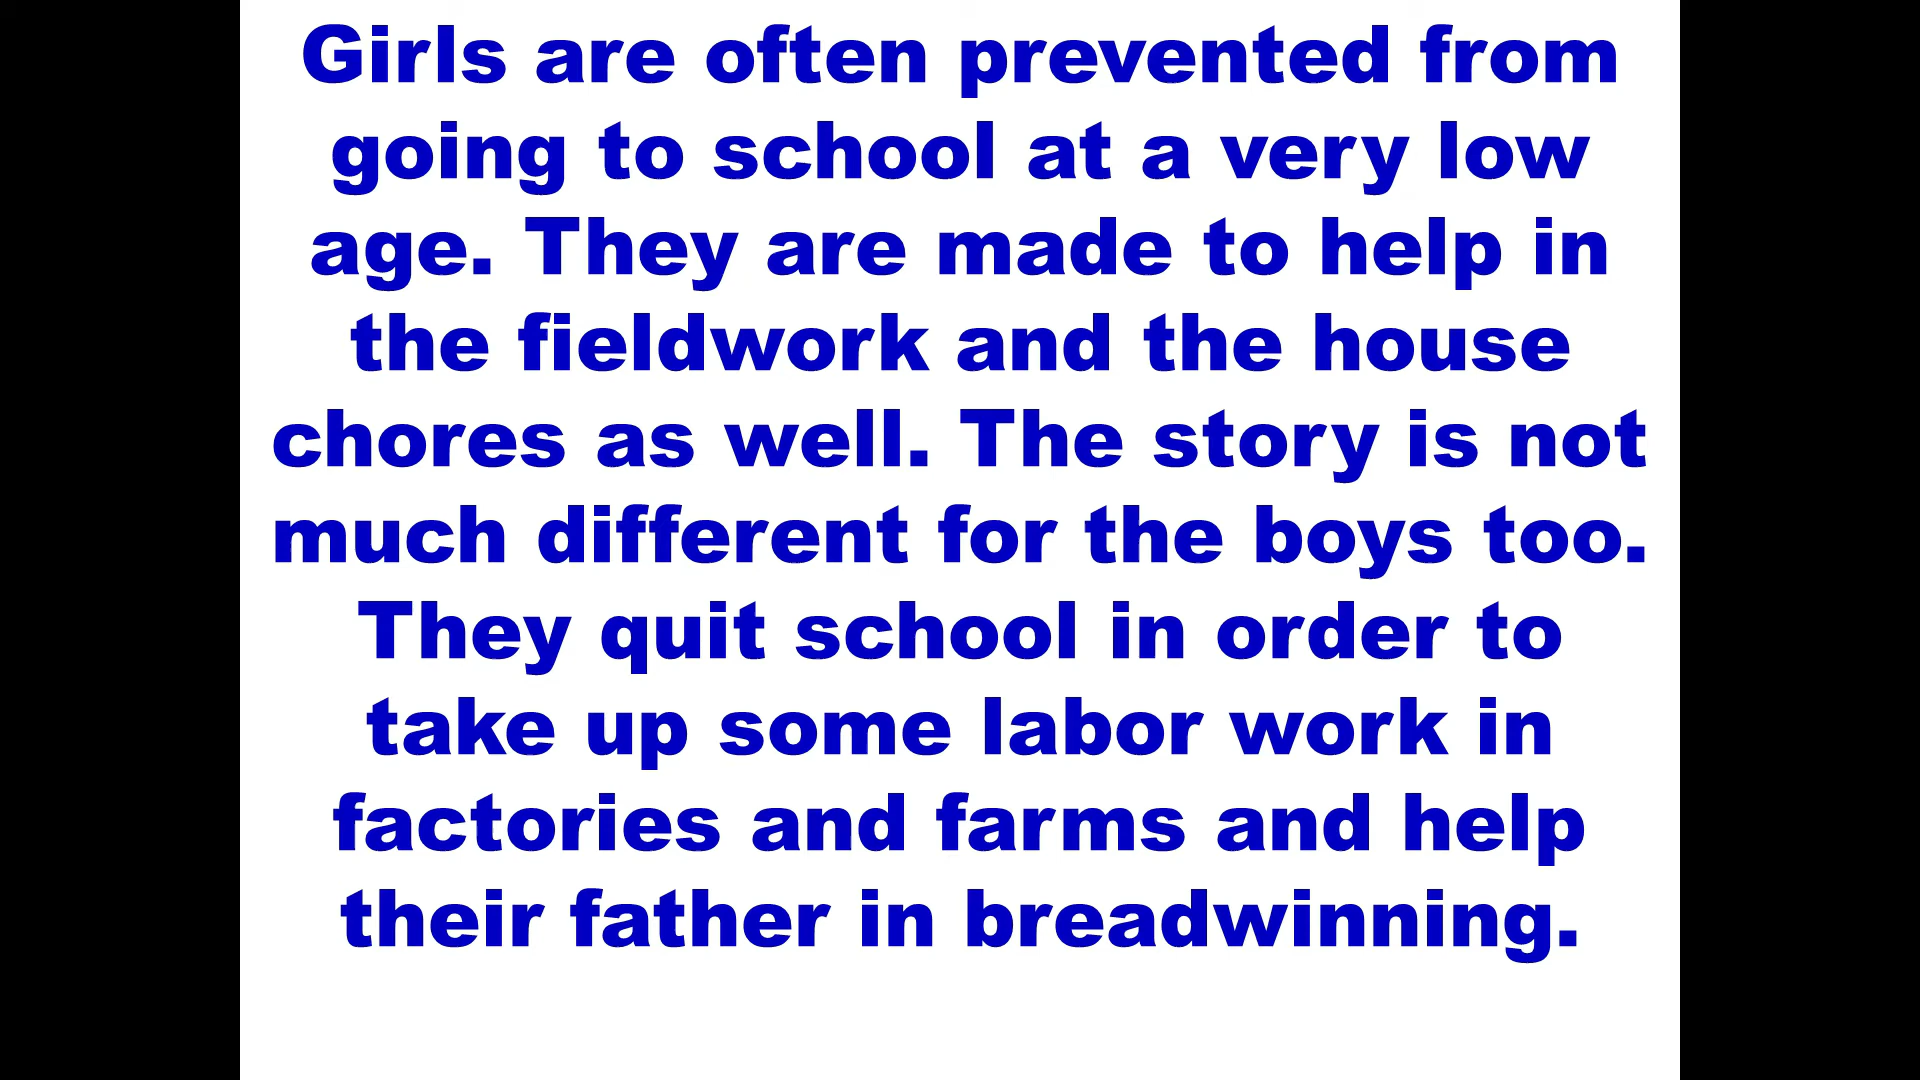 Girls are often prevented from
going to school at a very low
age. They are made to help in
the fieldwork and the house
chores as well. The story is not
much different for the boys too.
They quit school in order to
take up some labor work in
factories and farms and help
their father in breadwinning.